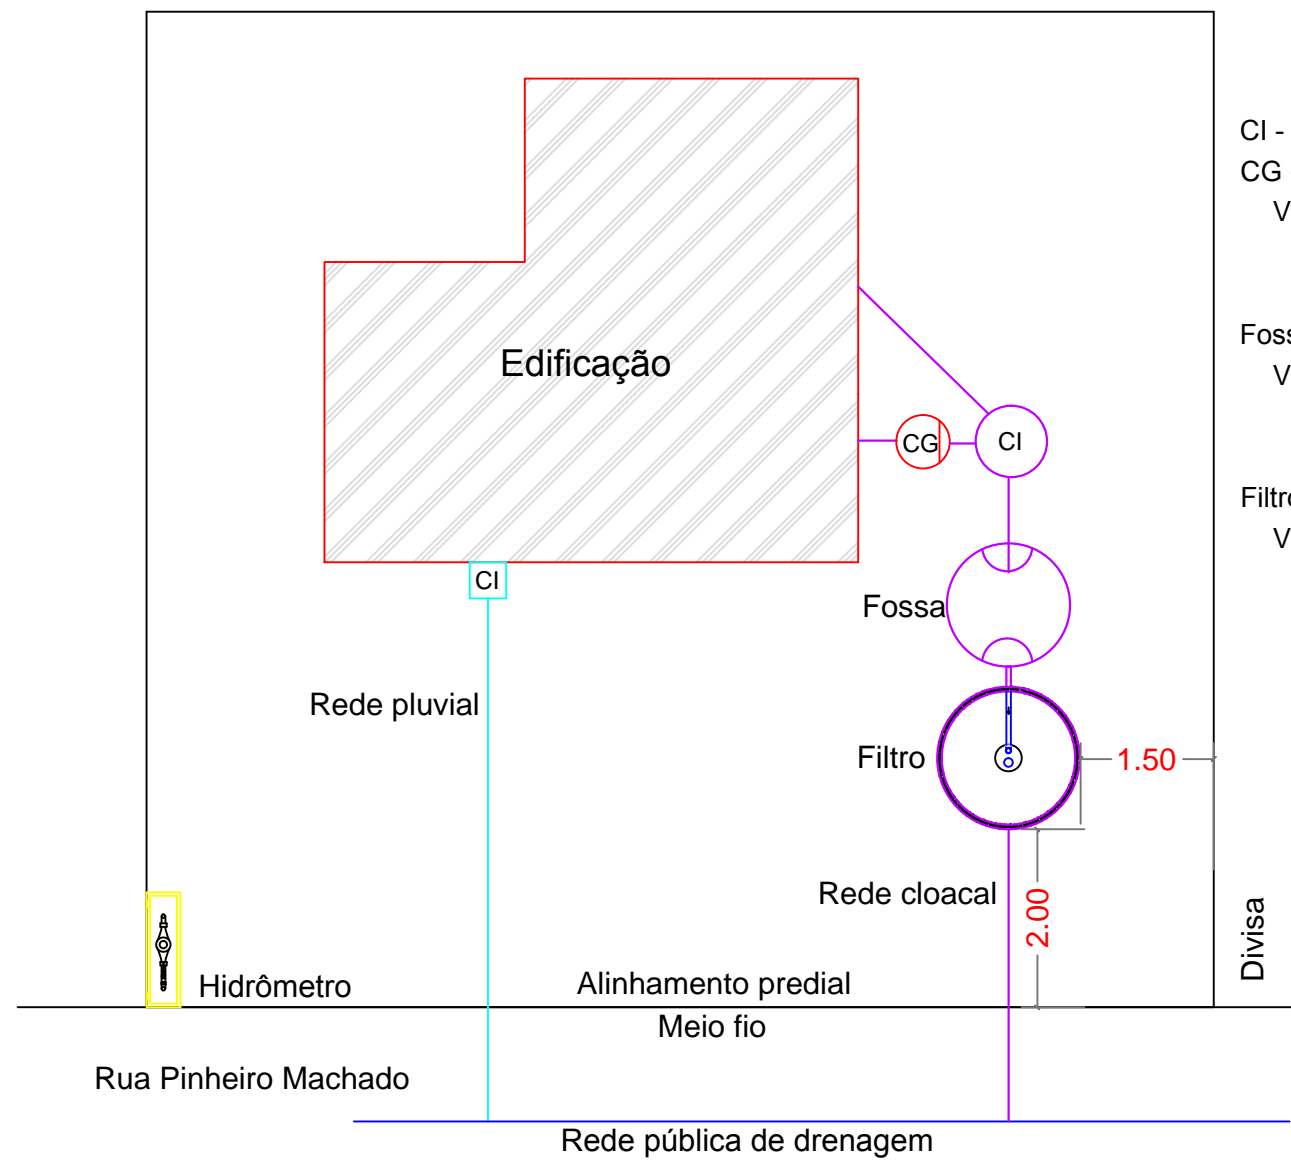 CI -
CG
V
Edificação
Foss
V
CG
CI
Filtro
V
CI
Fossa
Rede pluvial
Filtro
1.50
Rede cloacal
2.00
Divisa
Hidrômetro
Alinhamento predial
Meio fio
Rua Pinheiro Machado
Rede pública de drenagem